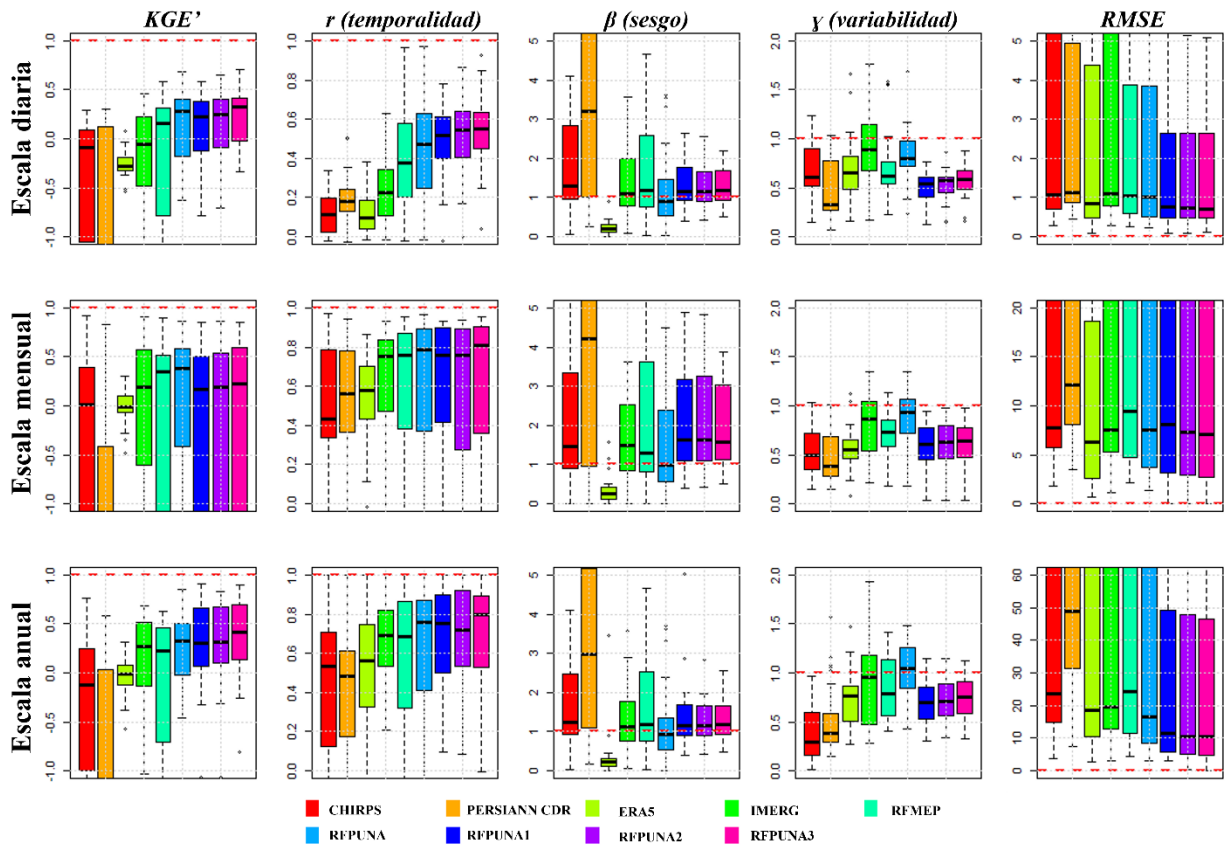 KGE’ r (temporalidad) β (sesgo) ɣ (variabilidad) RMSE
Escala diaria
1.0 0.5 0.0 -0.5 -1.0
1.0 0.8 0.6 0.4 0.2 0.0
5 4 3 2 1 0
2.0 1.5 1.0 0.5 0.0
5 4 3 2 1 0
Escala mensual
1.0 0.5 0.0 -0.5 -1.0
1.0 0.8 0.6 0.4 0.2 0.0
5 4 3 2 1 0
2.0 1.5 1.0 0.5 0.0
20 15 10 5 0
Escala anual
1.0 0.5 0.0 -0.5 -1.0
1.0 0.8 0.6 0.4 0.2 0.0
5 4 3 2 1 0
2.0 1.5 1.0 0.5 0.0
60 50 40 30 20 10 0
CHIRPS PERSIANN CDR ERA5 IMERG RFMEP
RFPUNA RFPUNA1 RFPUNA2 RFPUNA3